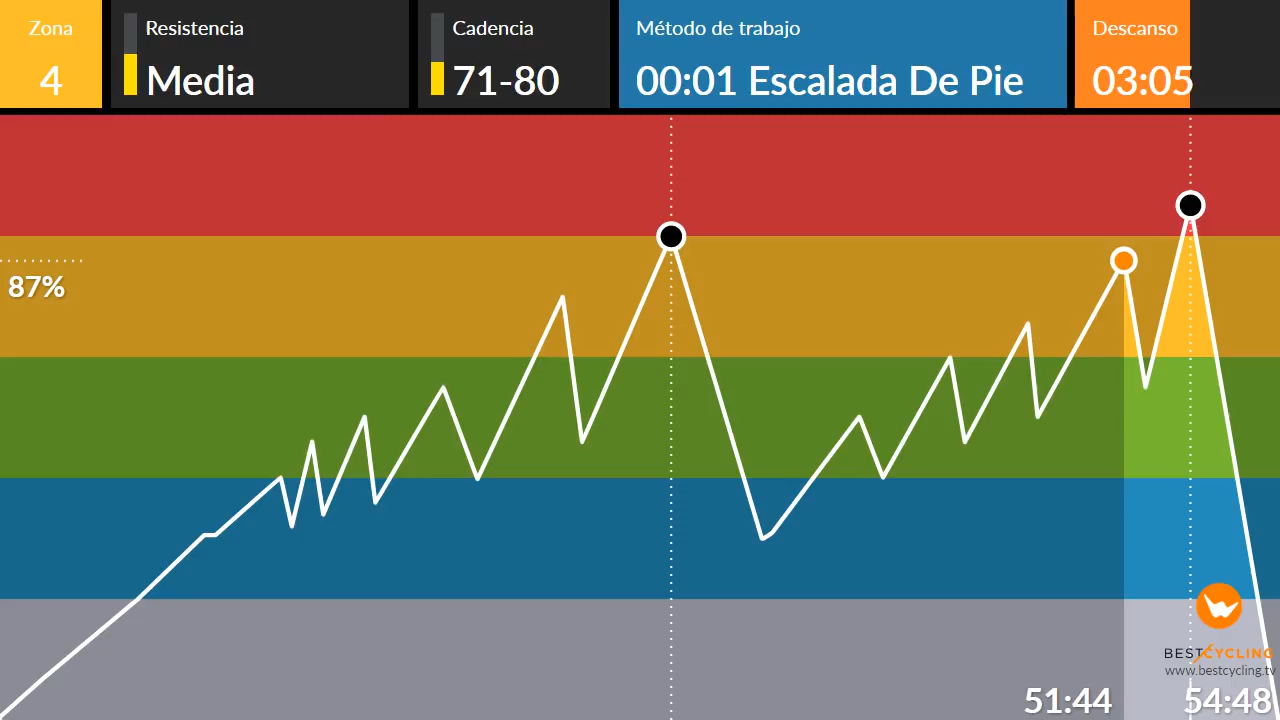 Zona
4
Resistencia
Media
Cadencia
71-80
Método de trabajo
00:01 Escalada De Pie
Descanso
03:05
87%
BESTCYCLING
www.bestcycling.tv
51:44
54:48